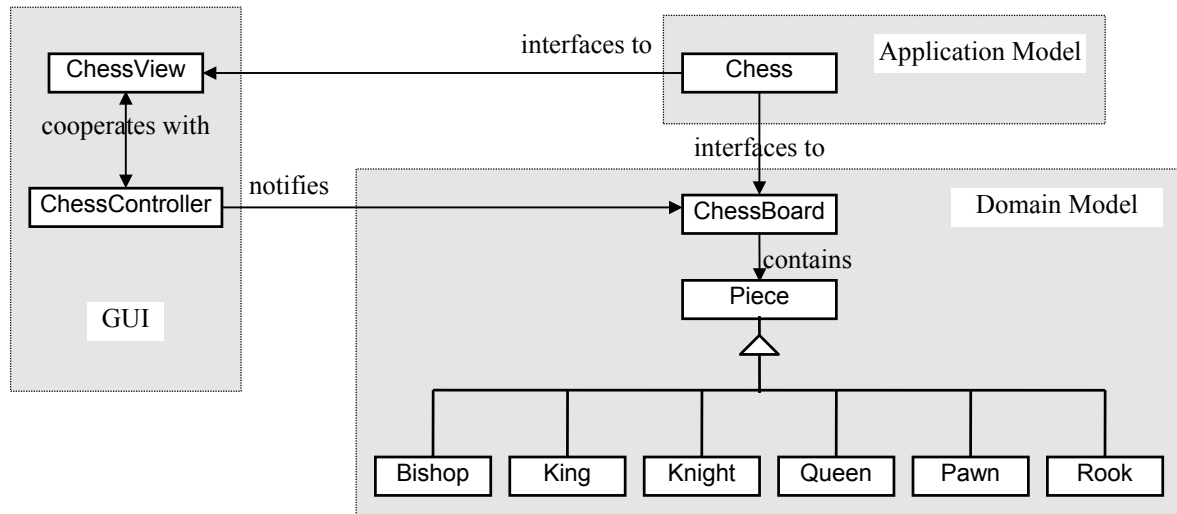 interfaces to
Application Model
ChessView
Chess
cooperates with
interfaces to
notifies
ChessController
ChessBoard
Domain Model
contains
Piece
GUI
Bishop
King
Knight
Queen
Pawn
Rook